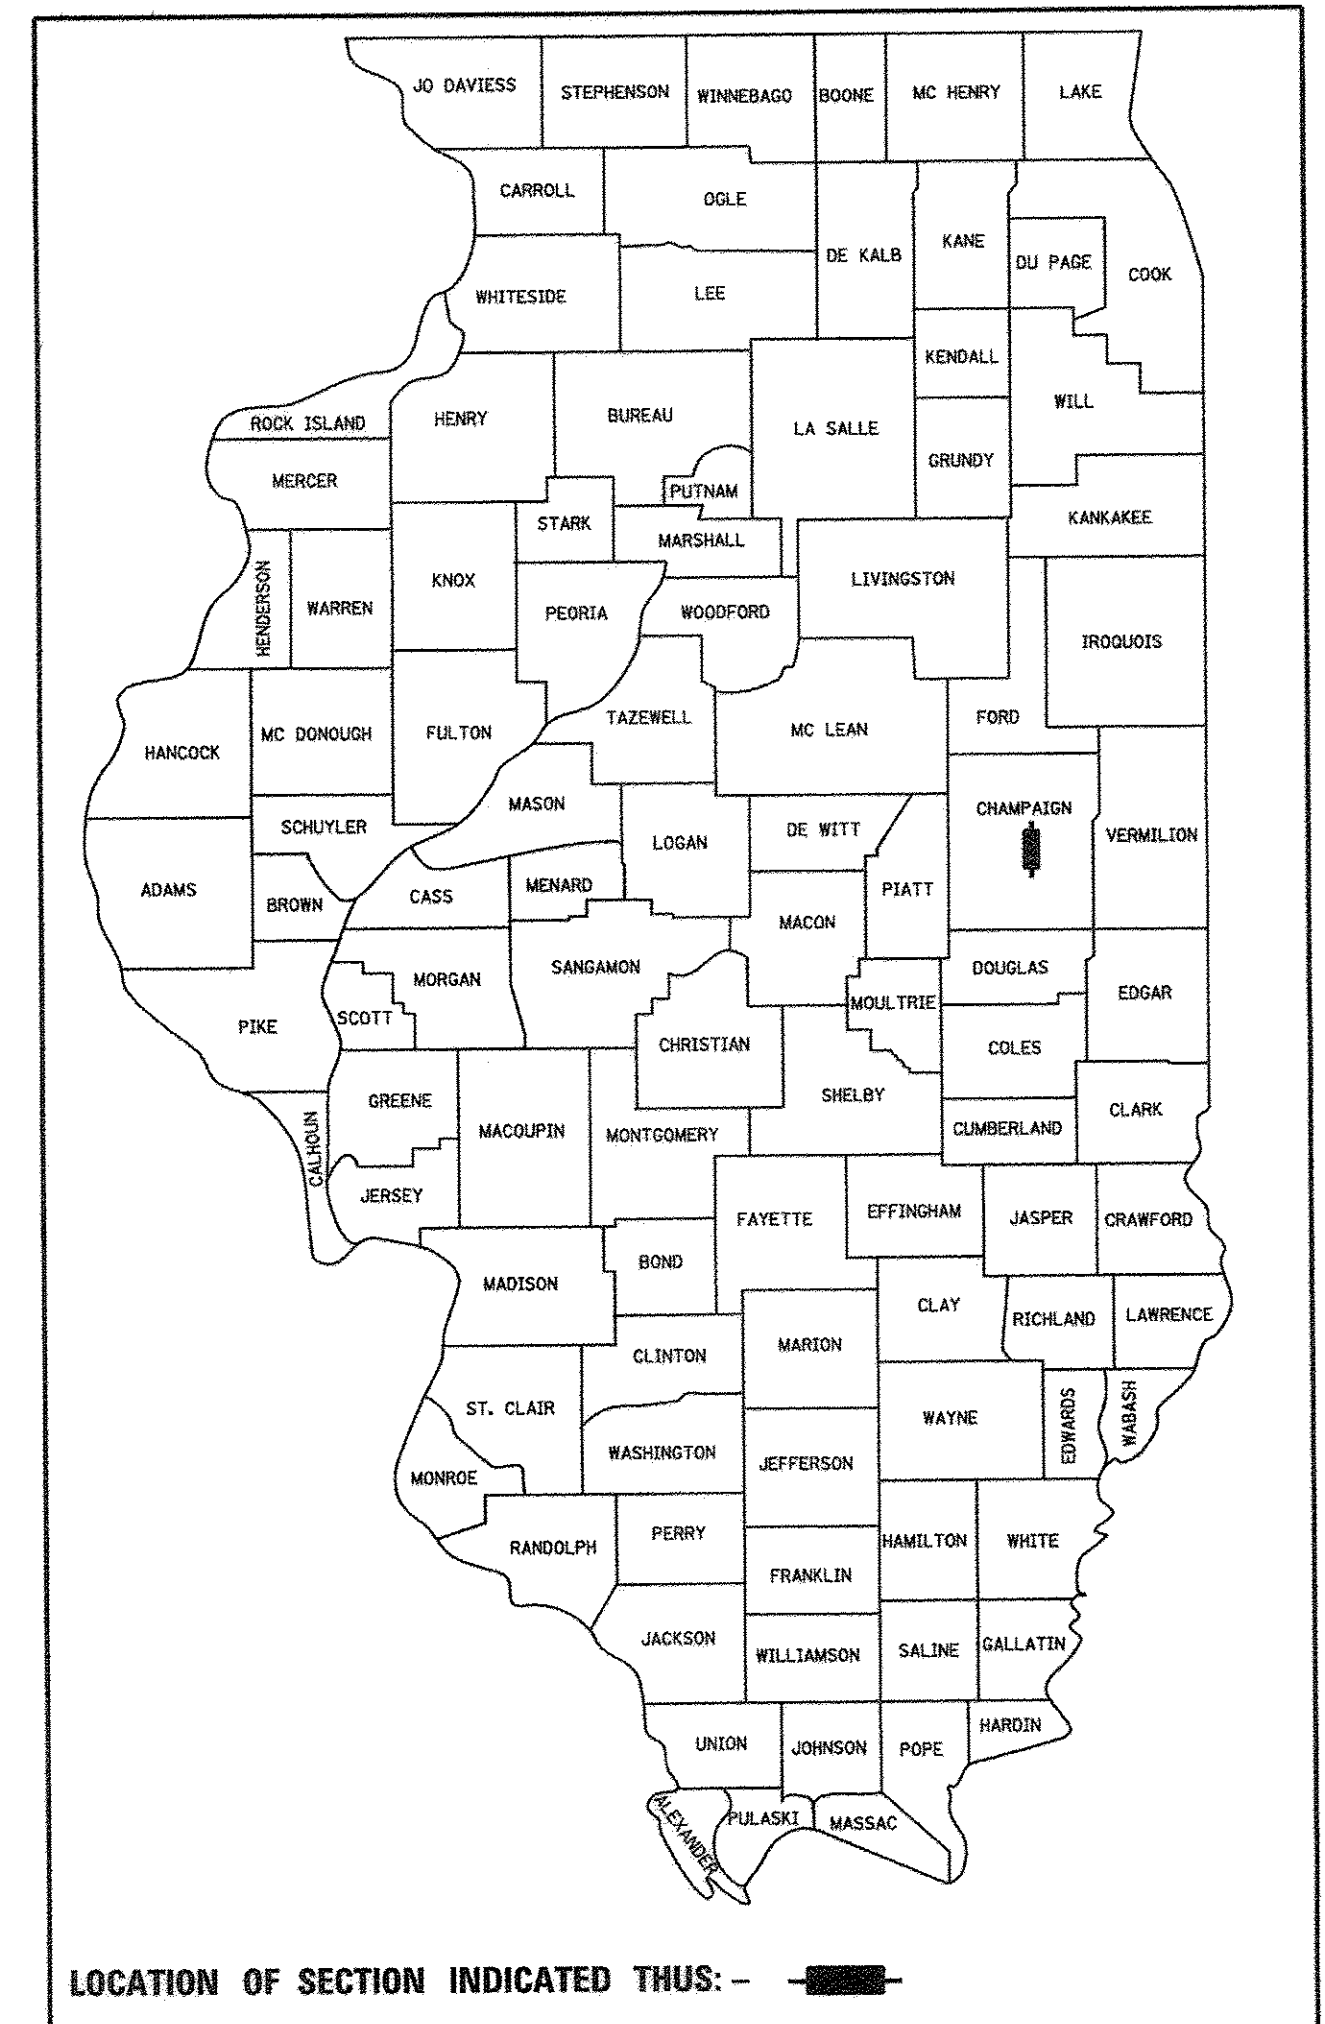 JO DAVIESS
STEPHENSON
WINNEBAGO
BOONE
MC HENRY
LAKE
CARROLL
OGLE
DE KALB
KANE
DU PAGE
COOK
WHITESIDE
LEE
KENDALL
ROCK ISLAND
HENRY
BUREAU
LA SALLE
WILL
GRUNDY
MERCER
PUTNAM
STARK
MARSHALL
KANKAKEE
HENDERSON
WARREN
KNOX
PEORIA
WOODFORD
LIVINGSTON
IROQUOIS
HANCOCK
MC DONOUGH
FULTON
TAZEWELL
MC LEAN
FORD
MASON
SCHUYLER
LOGAN
DE WITT
CHAMPAIGN
VERMILION
ADAMS
BROWN
CASS
MENARD
PIATT
MACON
SANGAMON
MORGAN
DOUGLAS
EDGAR
PIKE
SCOTT
MOULTRIE
CHRISTIAN
COLES
SHELBY
GREENE
CALHOUN
MACOUPIN
MONTGOMERY
CUMBERLAND
CLARK
JERSEY
FAYETTE
EFFINGHAM
JASPER
CRAWFORD
MADISON
BOND
CLAY
RICHLAND
LAWRENCE
CLINTON
MARION
ST. CLAIR
WAYNE
EDWARDS
WABASH
WASHINGTON
JEFFERSON
MONROE
RANDOLPH
PERRY
HAMILTON
WHITE
FRANKLIN
JACKSON
WILLIAMSON
SALINE
GALLATIN
UNION
JOHNSON
POPE
HARDIN
ALEXANDER
PULASKI
MASSAC
LOCATION OF SECTION INDICATED THUS: –